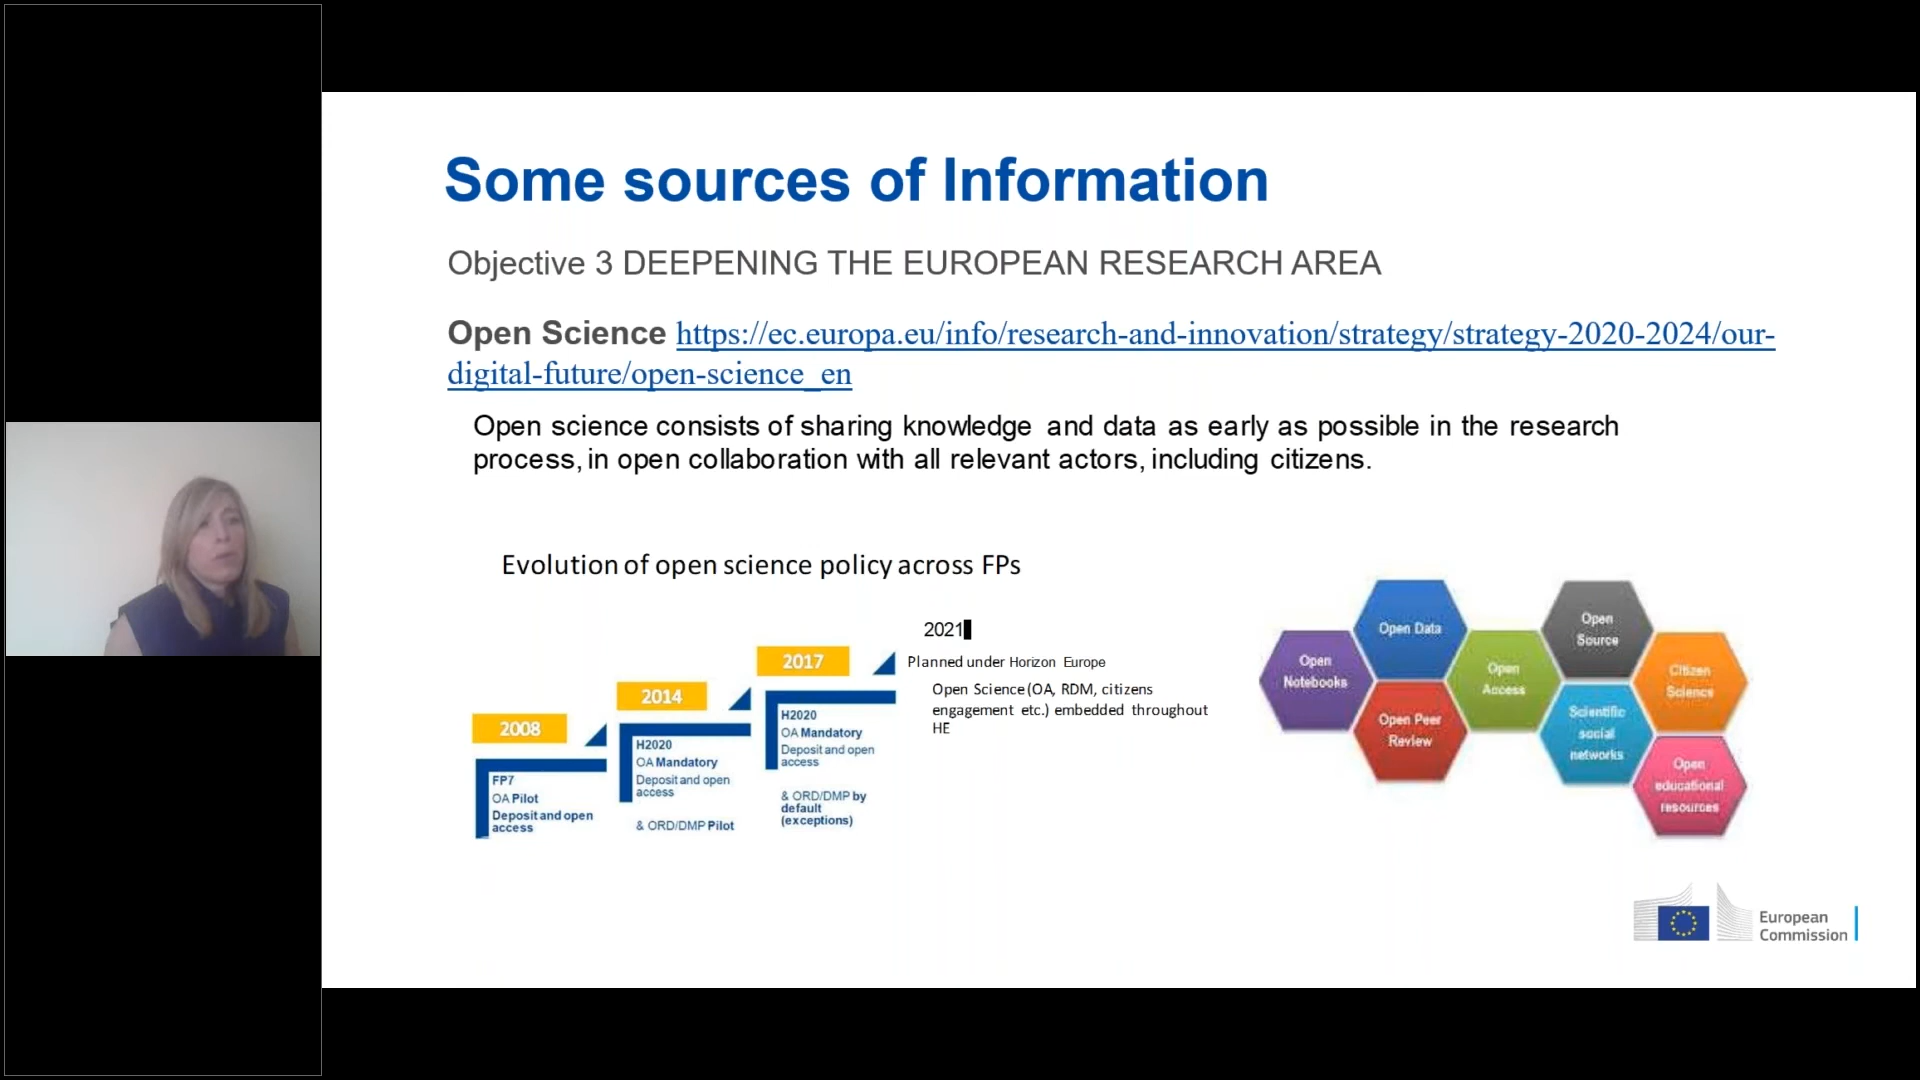 Some sources of Information
Objective 3 DEEPENING THE EUROPEAN RESEARCH AREA
Open Science https://ec.europa.eu/info/research-and-innovation/strategy/strategy-2020-2024/our-
digital-future/open-science_en
Open science consists of sharing knowledge and data as early as possible in the research
process, in open collaboration with all relevant actors, including citizens.
Evolution of open science policy across FPs
2008
FP7
OA Pilot
Deposit and open
access
2014
H2020
OA Mandatory
Deposit and open
access
& ORD/DMP Pilot
2017
H2020
OA Mandatory
Deposit and open
access
& ORD/DMP by
default
(exceptions)
2021
Planned under Horizon Europe
Open Science (OA, RDM, citizens
engagement etc.) embedded throughout
HE
Open
Notebooks
Open Data
Open Peer
Review
Open
Access
Open
Source
Scientific
social
networks
Citizen
Science
Open
educational
resources
European
Commission